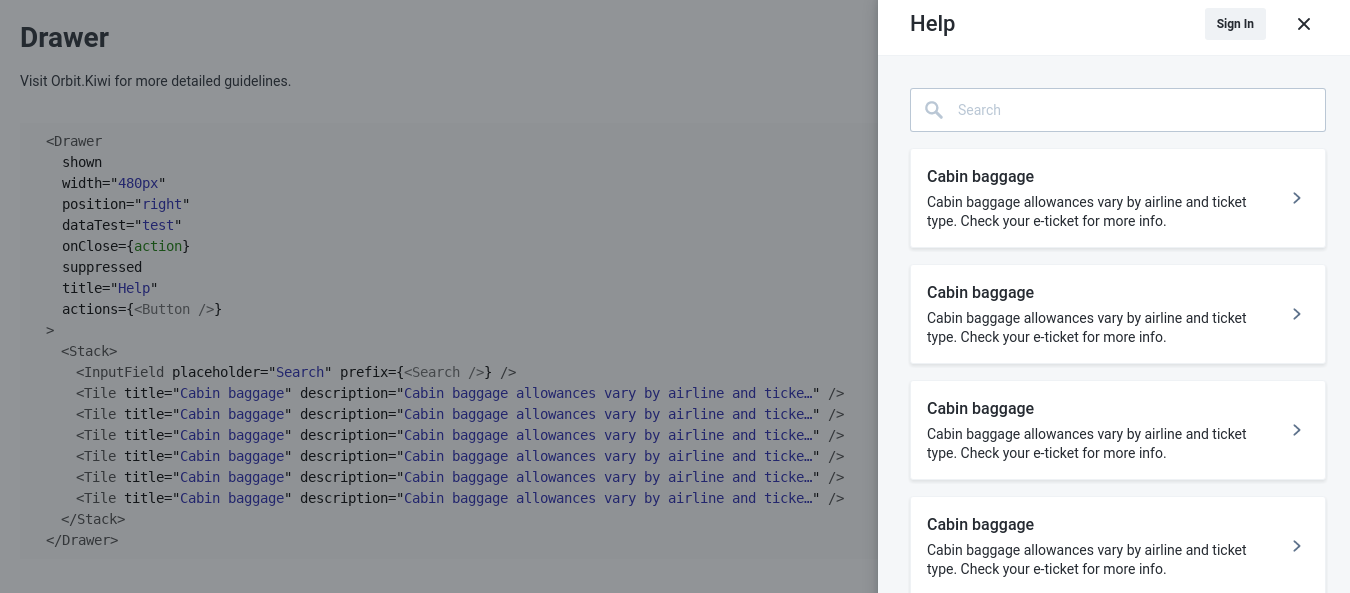 Drawer
Visit Orbit.Kiwi for more detailed guidelines.
<Drawer
shown
width="480px"
position="right"
dataTest="test"
onClose={action}
suppressed
title="Help"
actions={<Button />}
>
<Stack>
<InputField placeholder="Search" prefix={<Search />} />
<Tile title="Cabin baggage" description="Cabin baggage allowances vary by airline and ticke…" />
<Tile title="Cabin baggage" description="Cabin baggage allowances vary by airline and ticke…" />
<Tile title="Cabin baggage" description="Cabin baggage allowances vary by airline and ticke…" />
<Tile title="Cabin baggage" description="Cabin baggage allowances vary by airline and ticke…" />
<Tile title="Cabin baggage" description="Cabin baggage allowances vary by airline and ticke…" />
<Tile title="Cabin baggage" description="Cabin baggage allowances vary by airline and ticke…" />
</Stack>
</Drawer>
Help
Sign In
Search
Cabin baggage
Cabin baggage allowances vary by airline and ticket
type. Check your e-ticket for more info.
Cabin baggage
Cabin baggage allowances vary by airline and ticket
type. Check your e-ticket for more info.
Cabin baggage
Cabin baggage allowances vary by airline and ticket
type. Check your e-ticket for more info.
Cabin baggage
Cabin baggage allowances vary by airline and ticket
type. Check your e-ticket for more info.